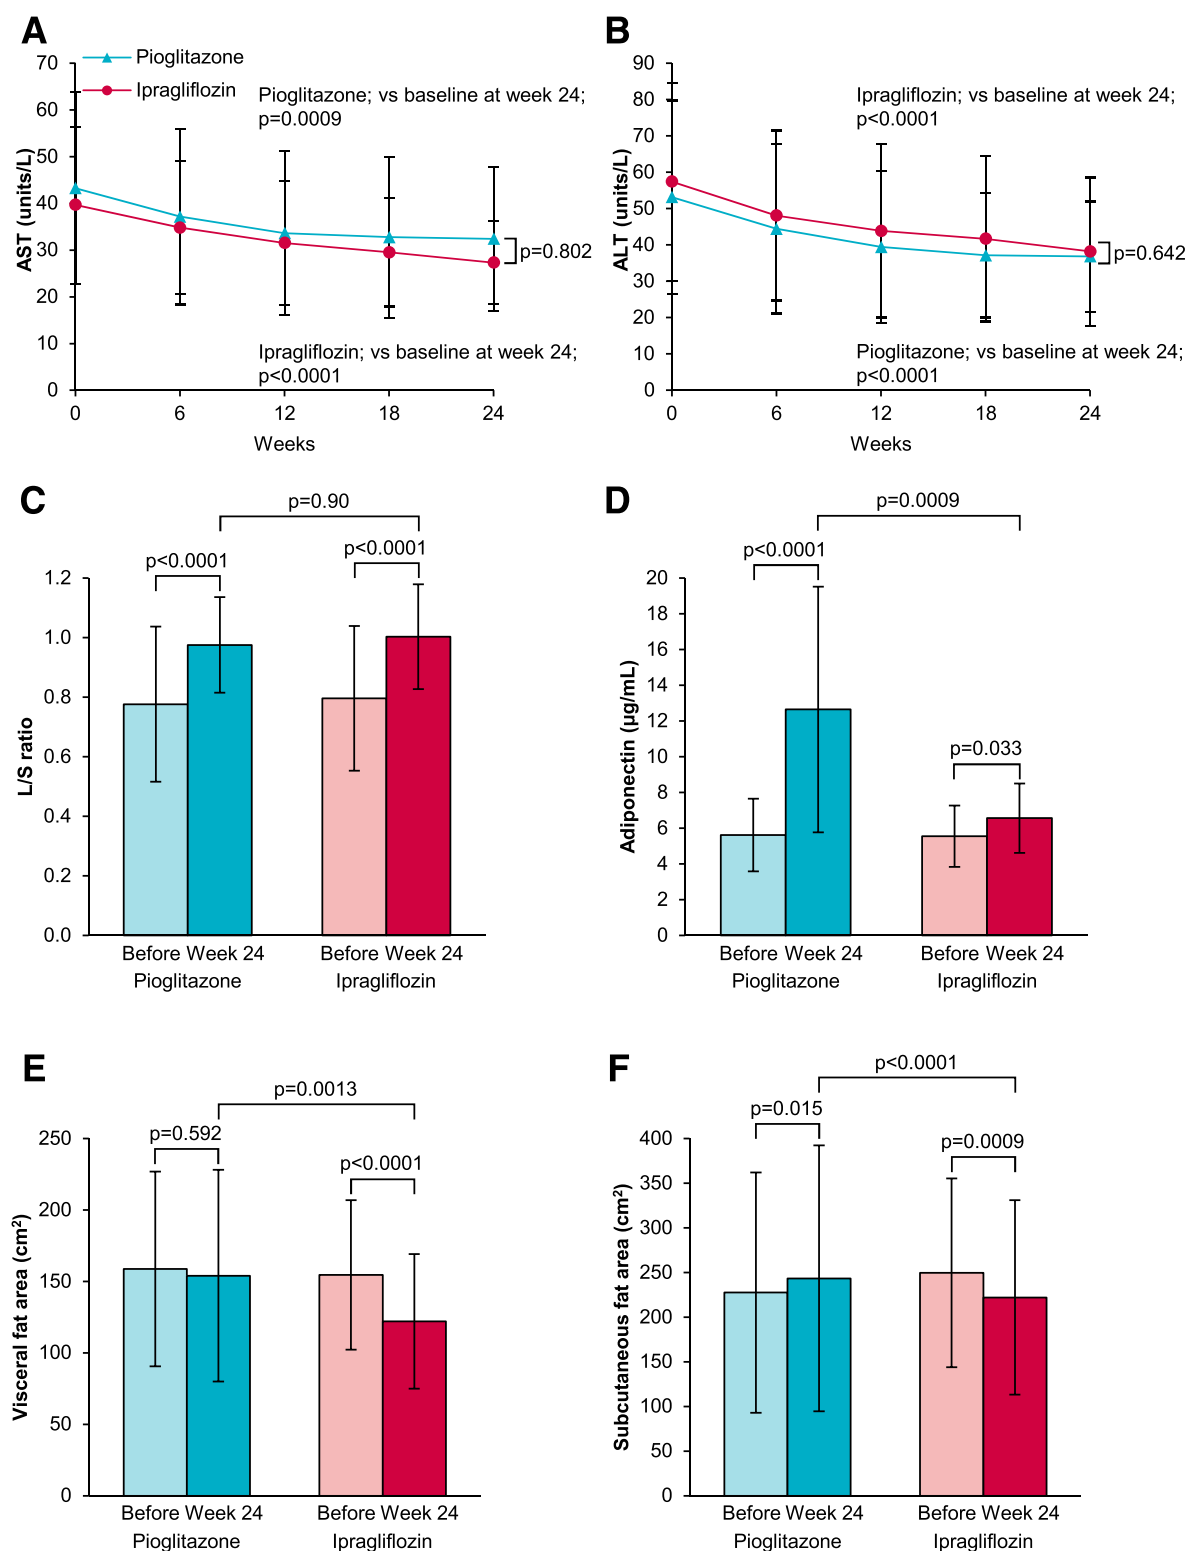 A
Pioglitazone
Ipragliflozin
Pioglitazone; vs baseline at week 24;
p=0.0009
AST (units/L)
70
60
50
40
30
20
10
0
p=0.802
Ipragliflozin; vs baseline at week 24;
p<0.0001
0 6 12 18 24
Weeks
B
Ipragliflozin; vs baseline at week 24;
p<0.0001
ALT (units/L)
90
80
70
60
50
40
30
20
10
0
p=0.642
Pioglitazone; vs baseline at week 24;
p<0.0001
0 6 12 18 24
Weeks
C
p=0.90
p<0.0001
p<0.0001
L/S ratio
1.2
1.0
0.8
0.6
0.4
0.2
0.0
Before Week 24 Before Week 24
Pioglitazone Ipragliflozin
D
p=0.0009
p<0.0001
p=0.033
Adiponectin (µg/mL)
20
18
16
14
12
10
8
6
4
2
0
Before Week 24 Before Week 24
Pioglitazone Ipragliflozin
E
p=0.0013
p=0.592
p<0.0001
Visceral fat area (cm²)
250
200
150
100
50
0
Before Week 24 Before Week 24
Pioglitazone Ipragliflozin
F
p<0.0001
p=0.015
p=0.0009
Subcutaneous fat area (cm²)
400
350
300
250
200
150
100
50
0
Before Week 24 Before Week 24
Pioglitazone Ipragliflozin